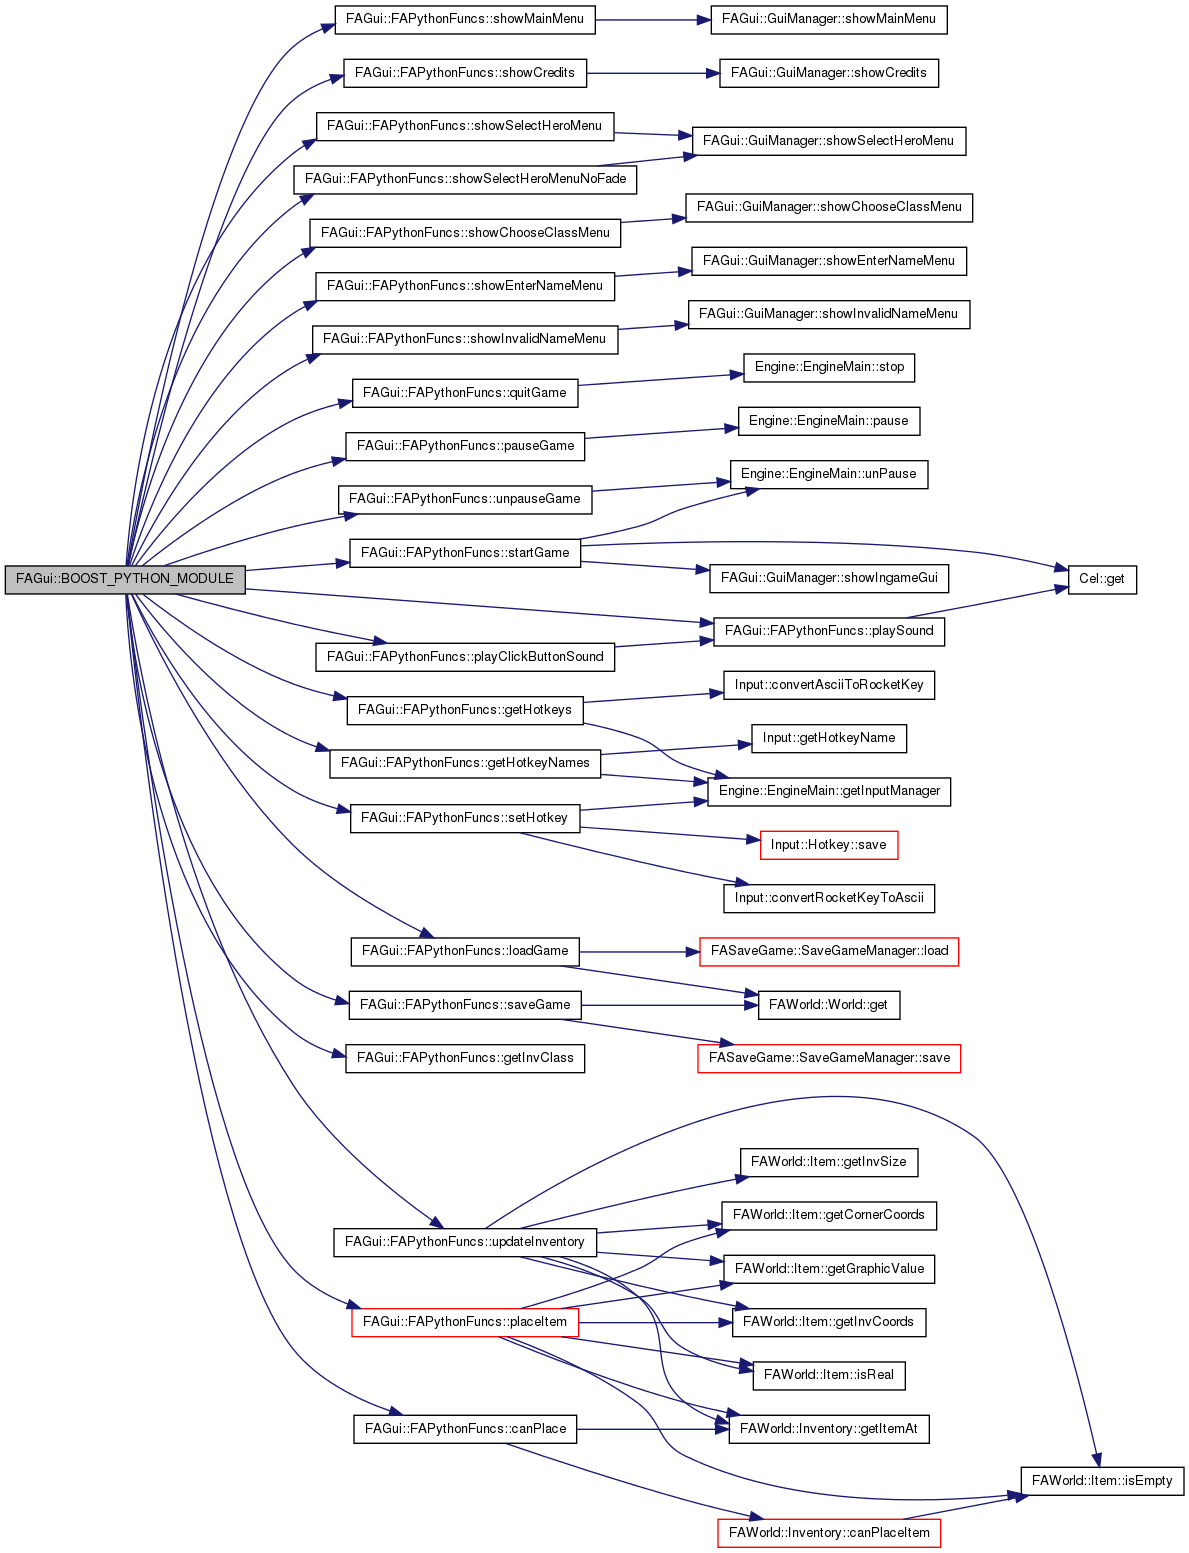 FAGui::FAPythonFuncs::showMainMenu
FAGui::GuiManager::showMainMenu
FAGui::FAPythonFuncs::showCredits
FAGui::GuiManager::showCredits
FAGui::FAPythonFuncs::showSelectHeroMenu
FAGui::GuiManager::showSelectHeroMenu
FAGui::FAPythonFuncs::showSelectHeroMenuNoFade
FAGui::GuiManager::showChooseClassMenu
FAGui::FAPythonFuncs::showChooseClassMenu
FAGui::GuiManager::showEnterNameMenu
FAGui::FAPythonFuncs::showEnterNameMenu
FAGui::GuiManager::showInvalidNameMenu
FAGui::FAPythonFuncs::showInvalidNameMenu
Engine::EngineMain::stop
FAGui::FAPythonFuncs::quitGame
Engine::EngineMain::pause
FAGui::FAPythonFuncs::pauseGame
Engine::EngineMain::unPause
FAGui::FAPythonFuncs::unpauseGame
FAGui::FAPythonFuncs::startGame
FAGui::BOOST_PYTHON_MODULE
FAGui::GuiManager::showIngameGui
Cel::get
FAGui::FAPythonFuncs::playSound
FAGui::FAPythonFuncs::playClickButtonSound
Input::convertAsciiToRocketKey
FAGui::FAPythonFuncs::getHotkeys
Input::getHotkeyName
FAGui::FAPythonFuncs::getHotkeyNames
Engine::EngineMain::getInputManager
FAGui::FAPythonFuncs::setHotkey
Input::Hotkey::save
Input::convertRocketKeyToAscii
FAGui::FAPythonFuncs::loadGame
FASaveGame::SaveGameManager::load
FAGui::FAPythonFuncs::saveGame
FAWorld::World::get
FAGui::FAPythonFuncs::getInvClass
FASaveGame::SaveGameManager::save
FAWorld::Item::getInvSize
FAWorld::Item::getCornerCoords
FAGui::FAPythonFuncs::updateInventory
FAWorld::Item::getGraphicValue
FAGui::FAPythonFuncs::placeItem
FAWorld::Item::getInvCoords
FAWorld::Item::isReal
FAGui::FAPythonFuncs::canPlace
FAWorld::Inventory::getItemAt
FAWorld::Item::isEmpty
FAWorld::Inventory::canPlaceItem